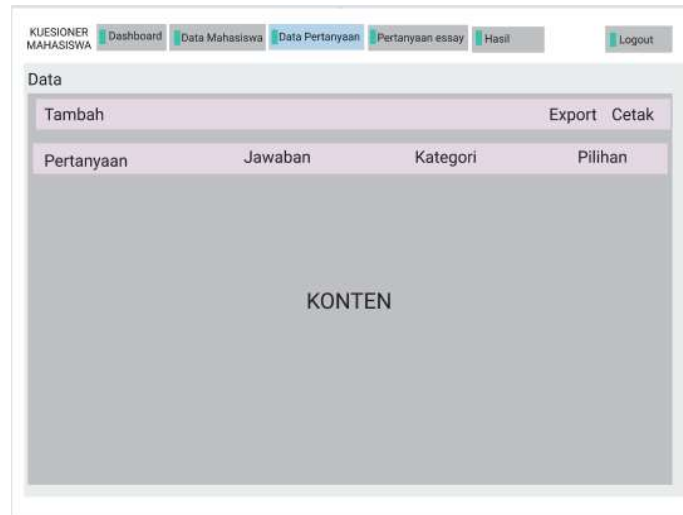 KUESIONER
MAHASISWA
Dashboard
Data Mahasiswa
Data Pertanyaan
Pertanyaan essay
Hasil
Logout
Data
Tambah
Export
Cetak
Pertanyaan
Jawaban
Kategori
Pilihan
KONTEN